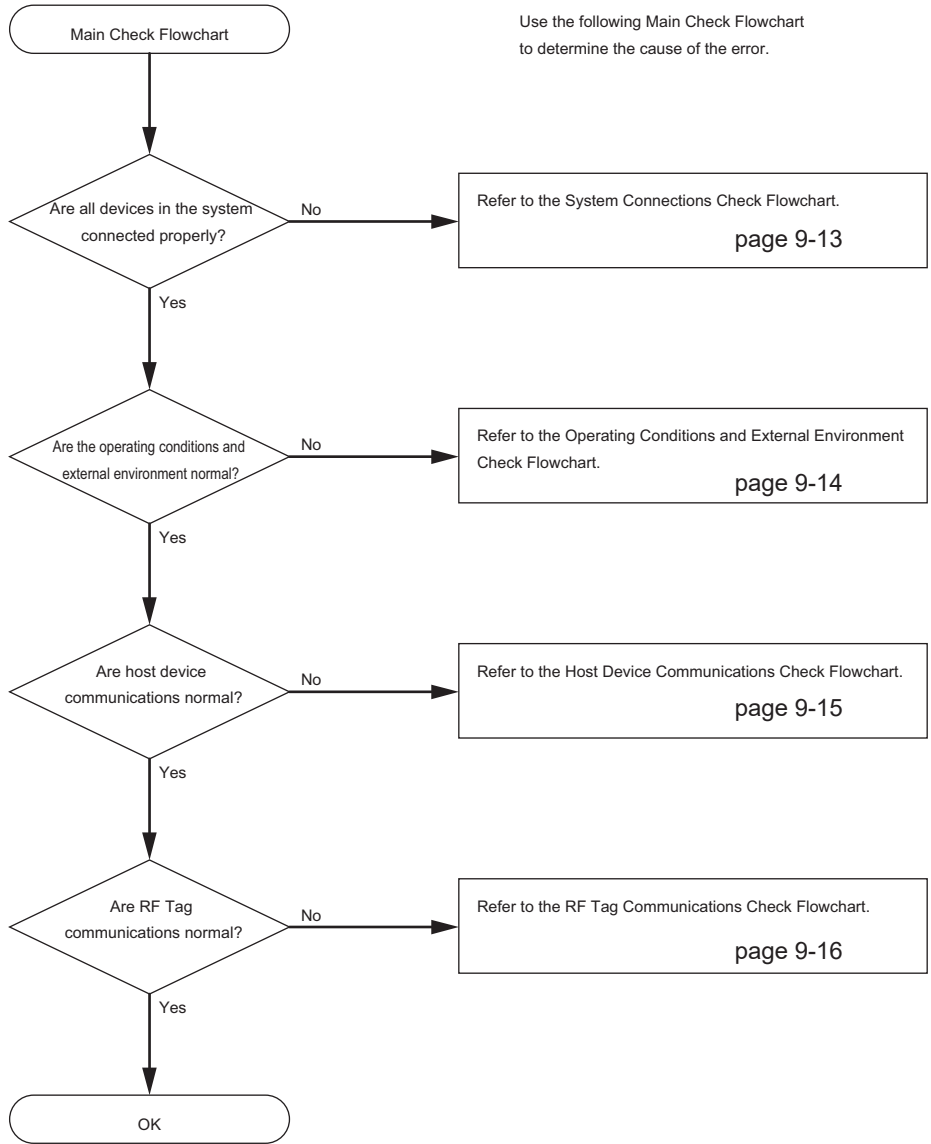 Main Check Flowchart
Use the following Main Check Flowchart
to determine the cause of the error.
Are all devices in the system
connected properly?
No
Refer to the System Connections Check Flowchart.
page 9-13
Yes
Are the operating conditions and
external environment normal?
No
Refer to the Operating Conditions and External Environment
Check Flowchart.
page 9-14
Yes
Are host device
communications normal?
No
Refer to the Host Device Communications Check Flowchart.
page 9-15
Yes
Are RF Tag
communications normal?
No
Refer to the RF Tag Communications Check Flowchart.
page 9-16
Yes
OK